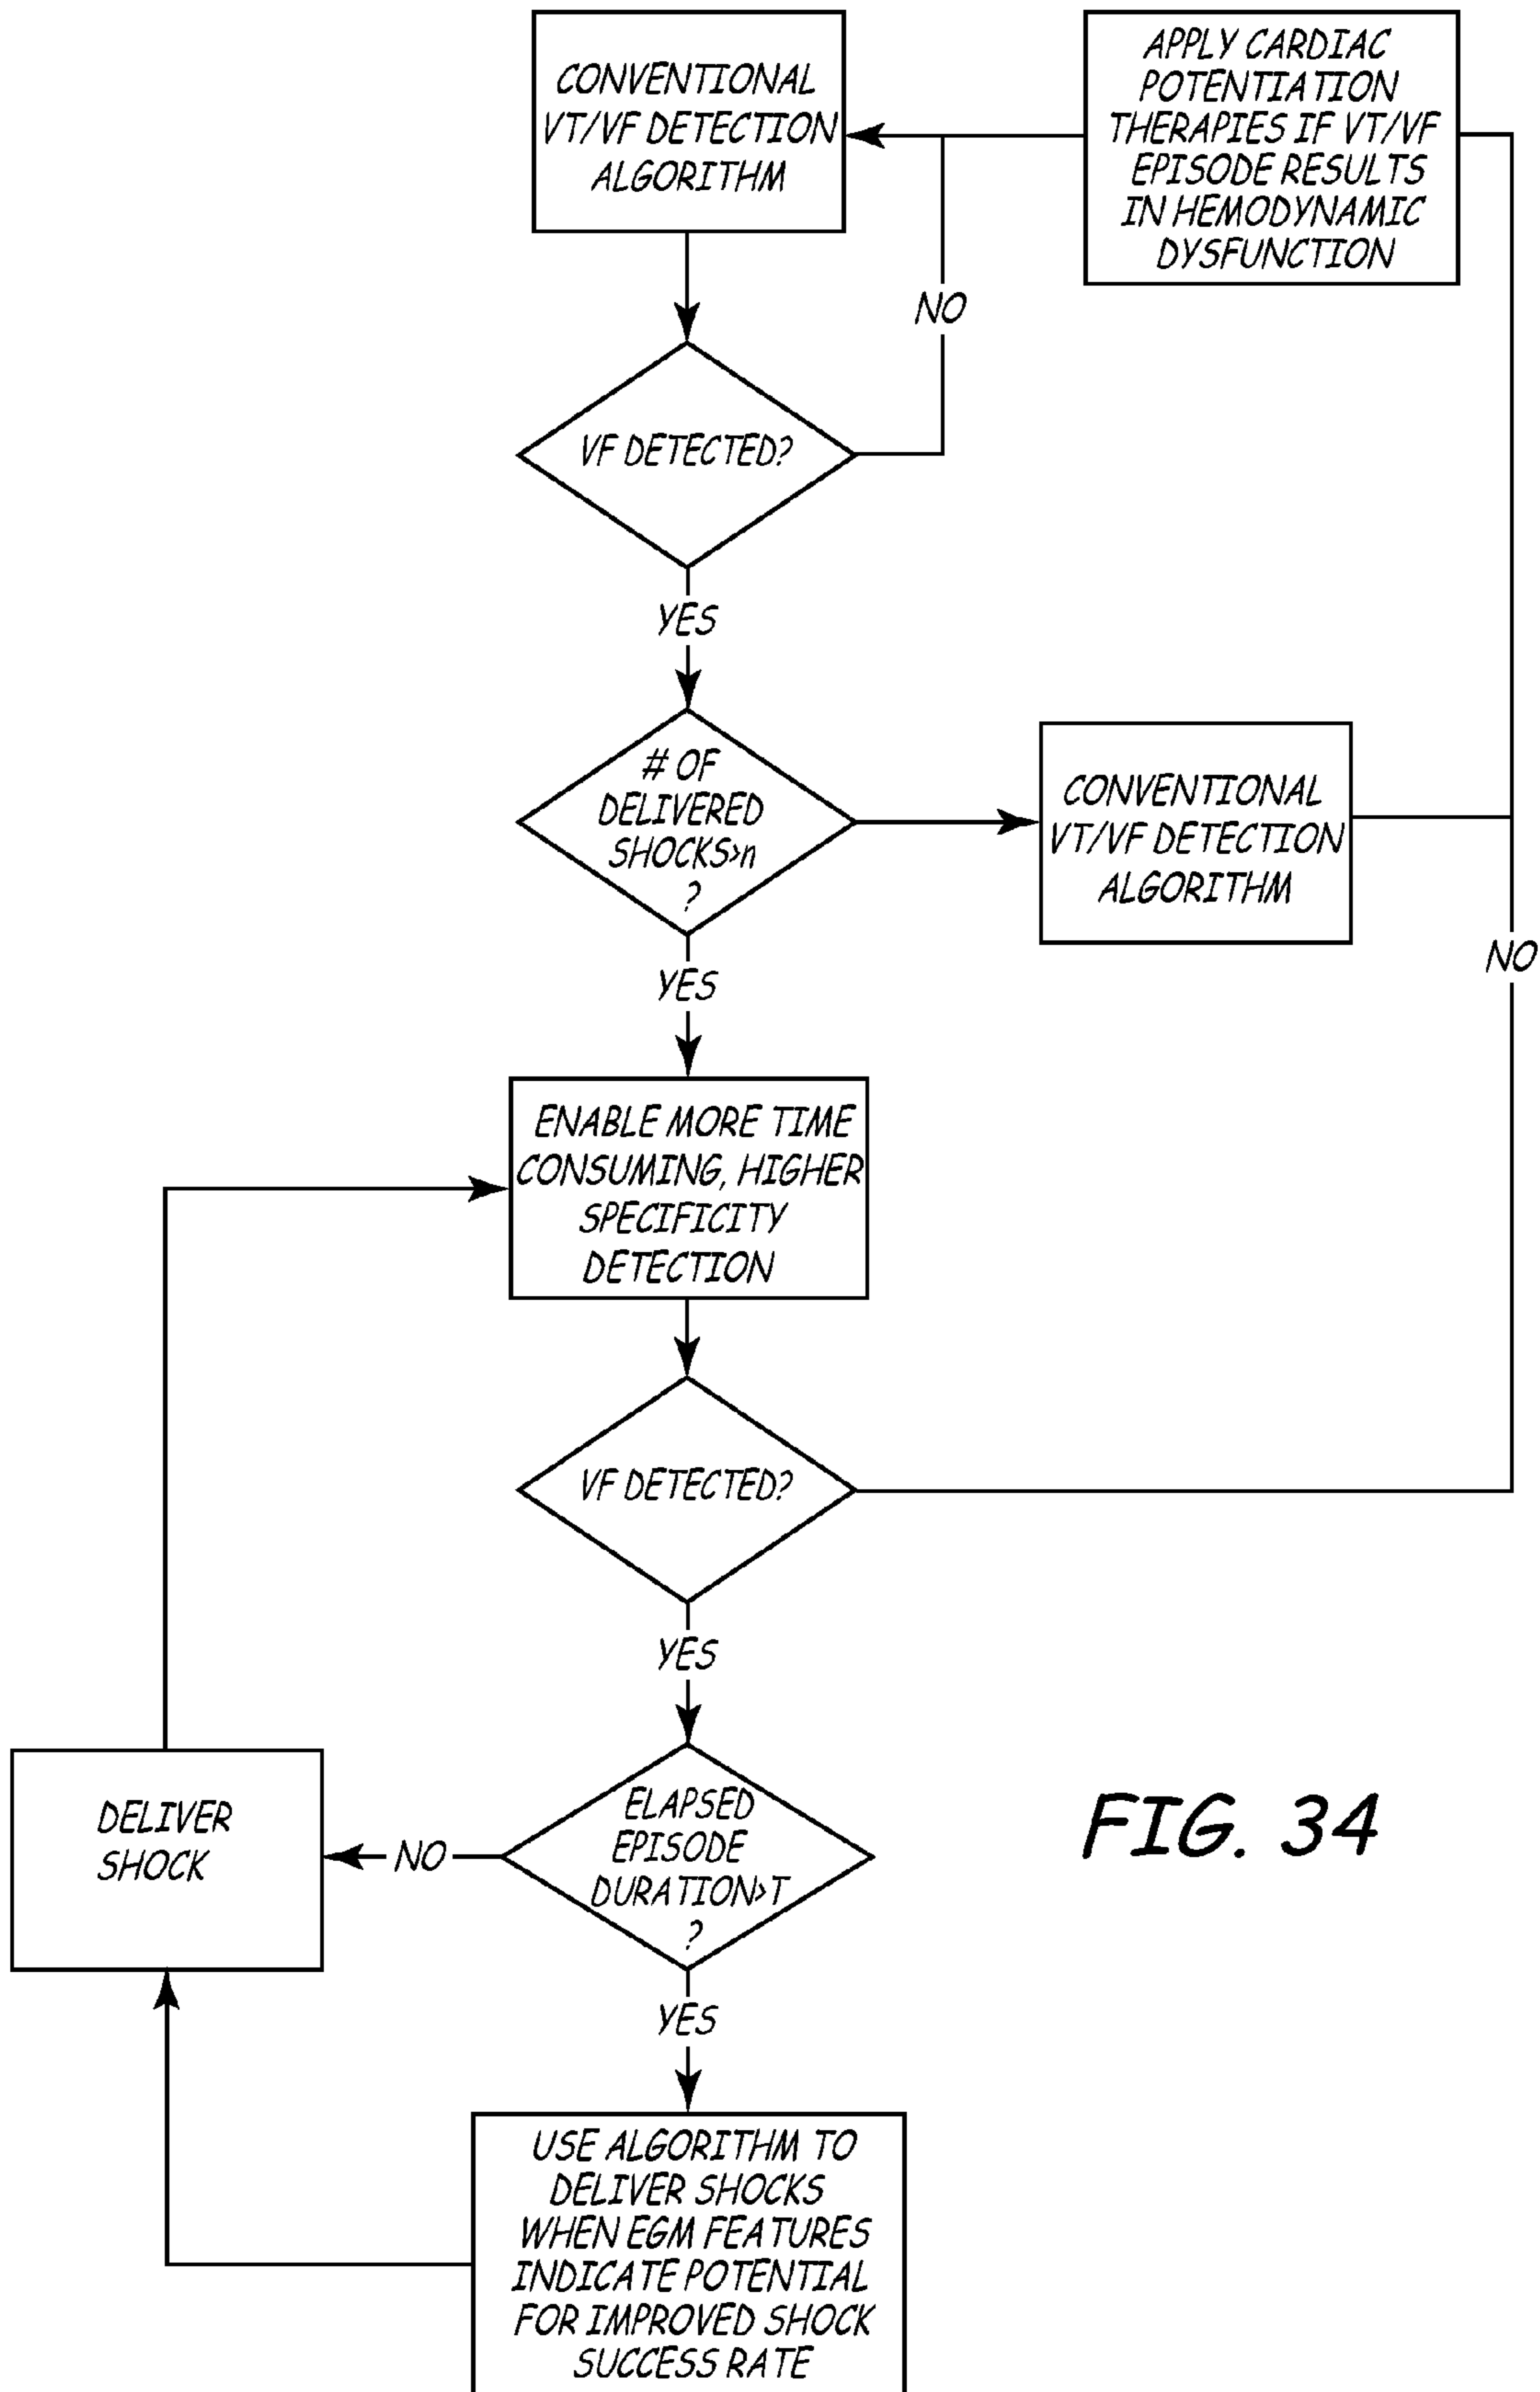 CONVENTIONAL
VT/VF DETECTION
ALGORITHM
APPLY CARDIAC
POTENTIATION
THERAPIES IF VT/VF
EPISODE RESULTS
IN HEMODYNAMIC
DYSFUNCTION
NO
VF DETECTED?
YES
# OF
DELIVERED
SHOCKS>n
?
CONVENTIONAL
VT/VF DETECTION
ALGORITHM
NO
YES
ENABLE MORE TIME
CONSUMING, HIGHER
SPECIFICITY
DETECTION
VF DETECTED?
YES
ELAPSED
EPISODE
DURATION>T
?
NO
DELIVER
SHOCK
FIG. 34
YES
USE ALGORITHM TO
DELIVER SHOCKS
WHEN EGM FEATURES
INDICATE POTENTIAL
FOR IMPROVED SHOCK
SUCCESS RATE